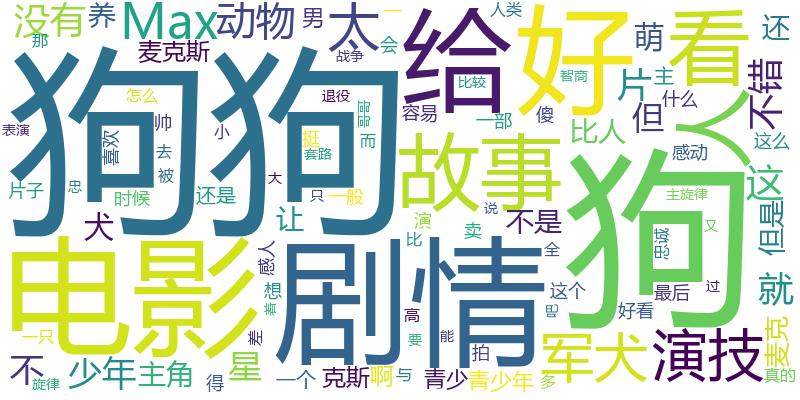 没有
养
Max
动物
男
太
一
会
人类
给
好
萌
看
还
那
麦克斯
战争
比较
智商
片
主
不错
怎么
退役
哥哥
容易
一部
傻
但
什么
表演
喜欢
帅
小
挺
而
比人
人
狗狗
去
被
套路
故事
感动
这么
片子
忠
时候
还是
大
只
一般
狗
主旋律
这
犬
让
演
说
不是
忠诚
又
但是
比
卖
电影
感人
剧情
全
想
这个
最后
过
就
着
高
好看
一只
差
要
能
不
少年
主角
星
拍
军犬
演技
麦克
旋律
得
一个
克斯
啊
与
青少
青少年
多
真的